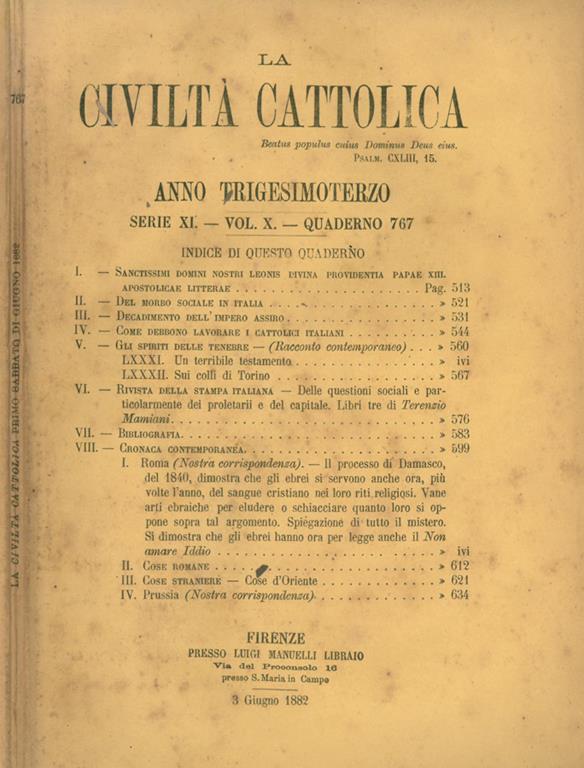 LA
CIVILTÀ CATTOLICA
Beatus populus cuius Dominus Deus eius.
PSALM. CXLIII, 15.
ANNO TRIGESIMOTERZO
SERIE XI. — VOL. X. — QUADERNO 767
INDICE DI QUESTO QUADERNO
I. — SANCTISSIMI DOMINI NOSTRI LEONIS DIVINA PROVIDENTIA PAPAE XIII.
APOSTOLICAE LITTERAE . . . . . . . . . . . . . . . . . Pag. 513
II. — DEL MORBO SOCIALE IN ITALIA . . . . . . . . . . . . . . . » 521
III. — DECADIMENTO DELL'IMPERO ASSIRO . . . . . . . . . . . . . » 531
IV. — COME DEBBONO LAVORARE I CATTOLICI ITALIANI . . . . . . . . » 544
V. — GLI SPIRITI DELLE TENEBRE — (Racconto contemporaneo) . . . » 560
LXXXI. Un terribile testamento . . . . . . . . . . . . » ivi
LXXXII. Sui colli di Torino . . . . . . . . . . . . . . » 567
VI. — RIVISTA DELLA STAMPA ITALIANA — Delle questioni sociali e par-
ticolarmente dei proletarii e del capitale. Libri tre di Terenzio
Mamiani . . . . . . . . . . . . . . . . . . . . . . . » 576
VII. — BIBLIOGRAFIA . . . . . . . . . . . . . . . . . . . . . . » 583
VIII. — CRONACA CONTEMPORANEA . . . . . . . . . . . . . . . . . » 599
I. Roma (Nostra corrispondenza). — Il processo di Damasco,
del 1840, dimostra che gli ebrei si servono anche ora, più
volte l'anno, del sangue cristiano nei loro riti religiosi. Vane
arti ebraiche per eludere o schiacciare quanto loro si op-
pone sopra tal argomento. Spiegazione di tutto il mistero.
Si dimostra che gli ebrei hanno ora per legge anche il Non
amare Iddio . . . . . . . . . . . . . . . . . . . . » ivi
II. COSE ROMANE . . . . . . . . . . . . . . . . . . . » 612
III. COSE STRANIERE — Cose d'Oriente . . . . . . . . . . » 621
IV. Prussia (Nostra corrispondenza) . . . . . . . . . . . » 634
FIRENZE
PRESSO LUIGI MANUELLI LIBRAIO
Via del Proconsolo 16
presso S. Maria in Campo
3 Giugno 1882
767
LA CIVILTÀ CATTOLICA PRIMO SABBATO DI GIUGNO 1882